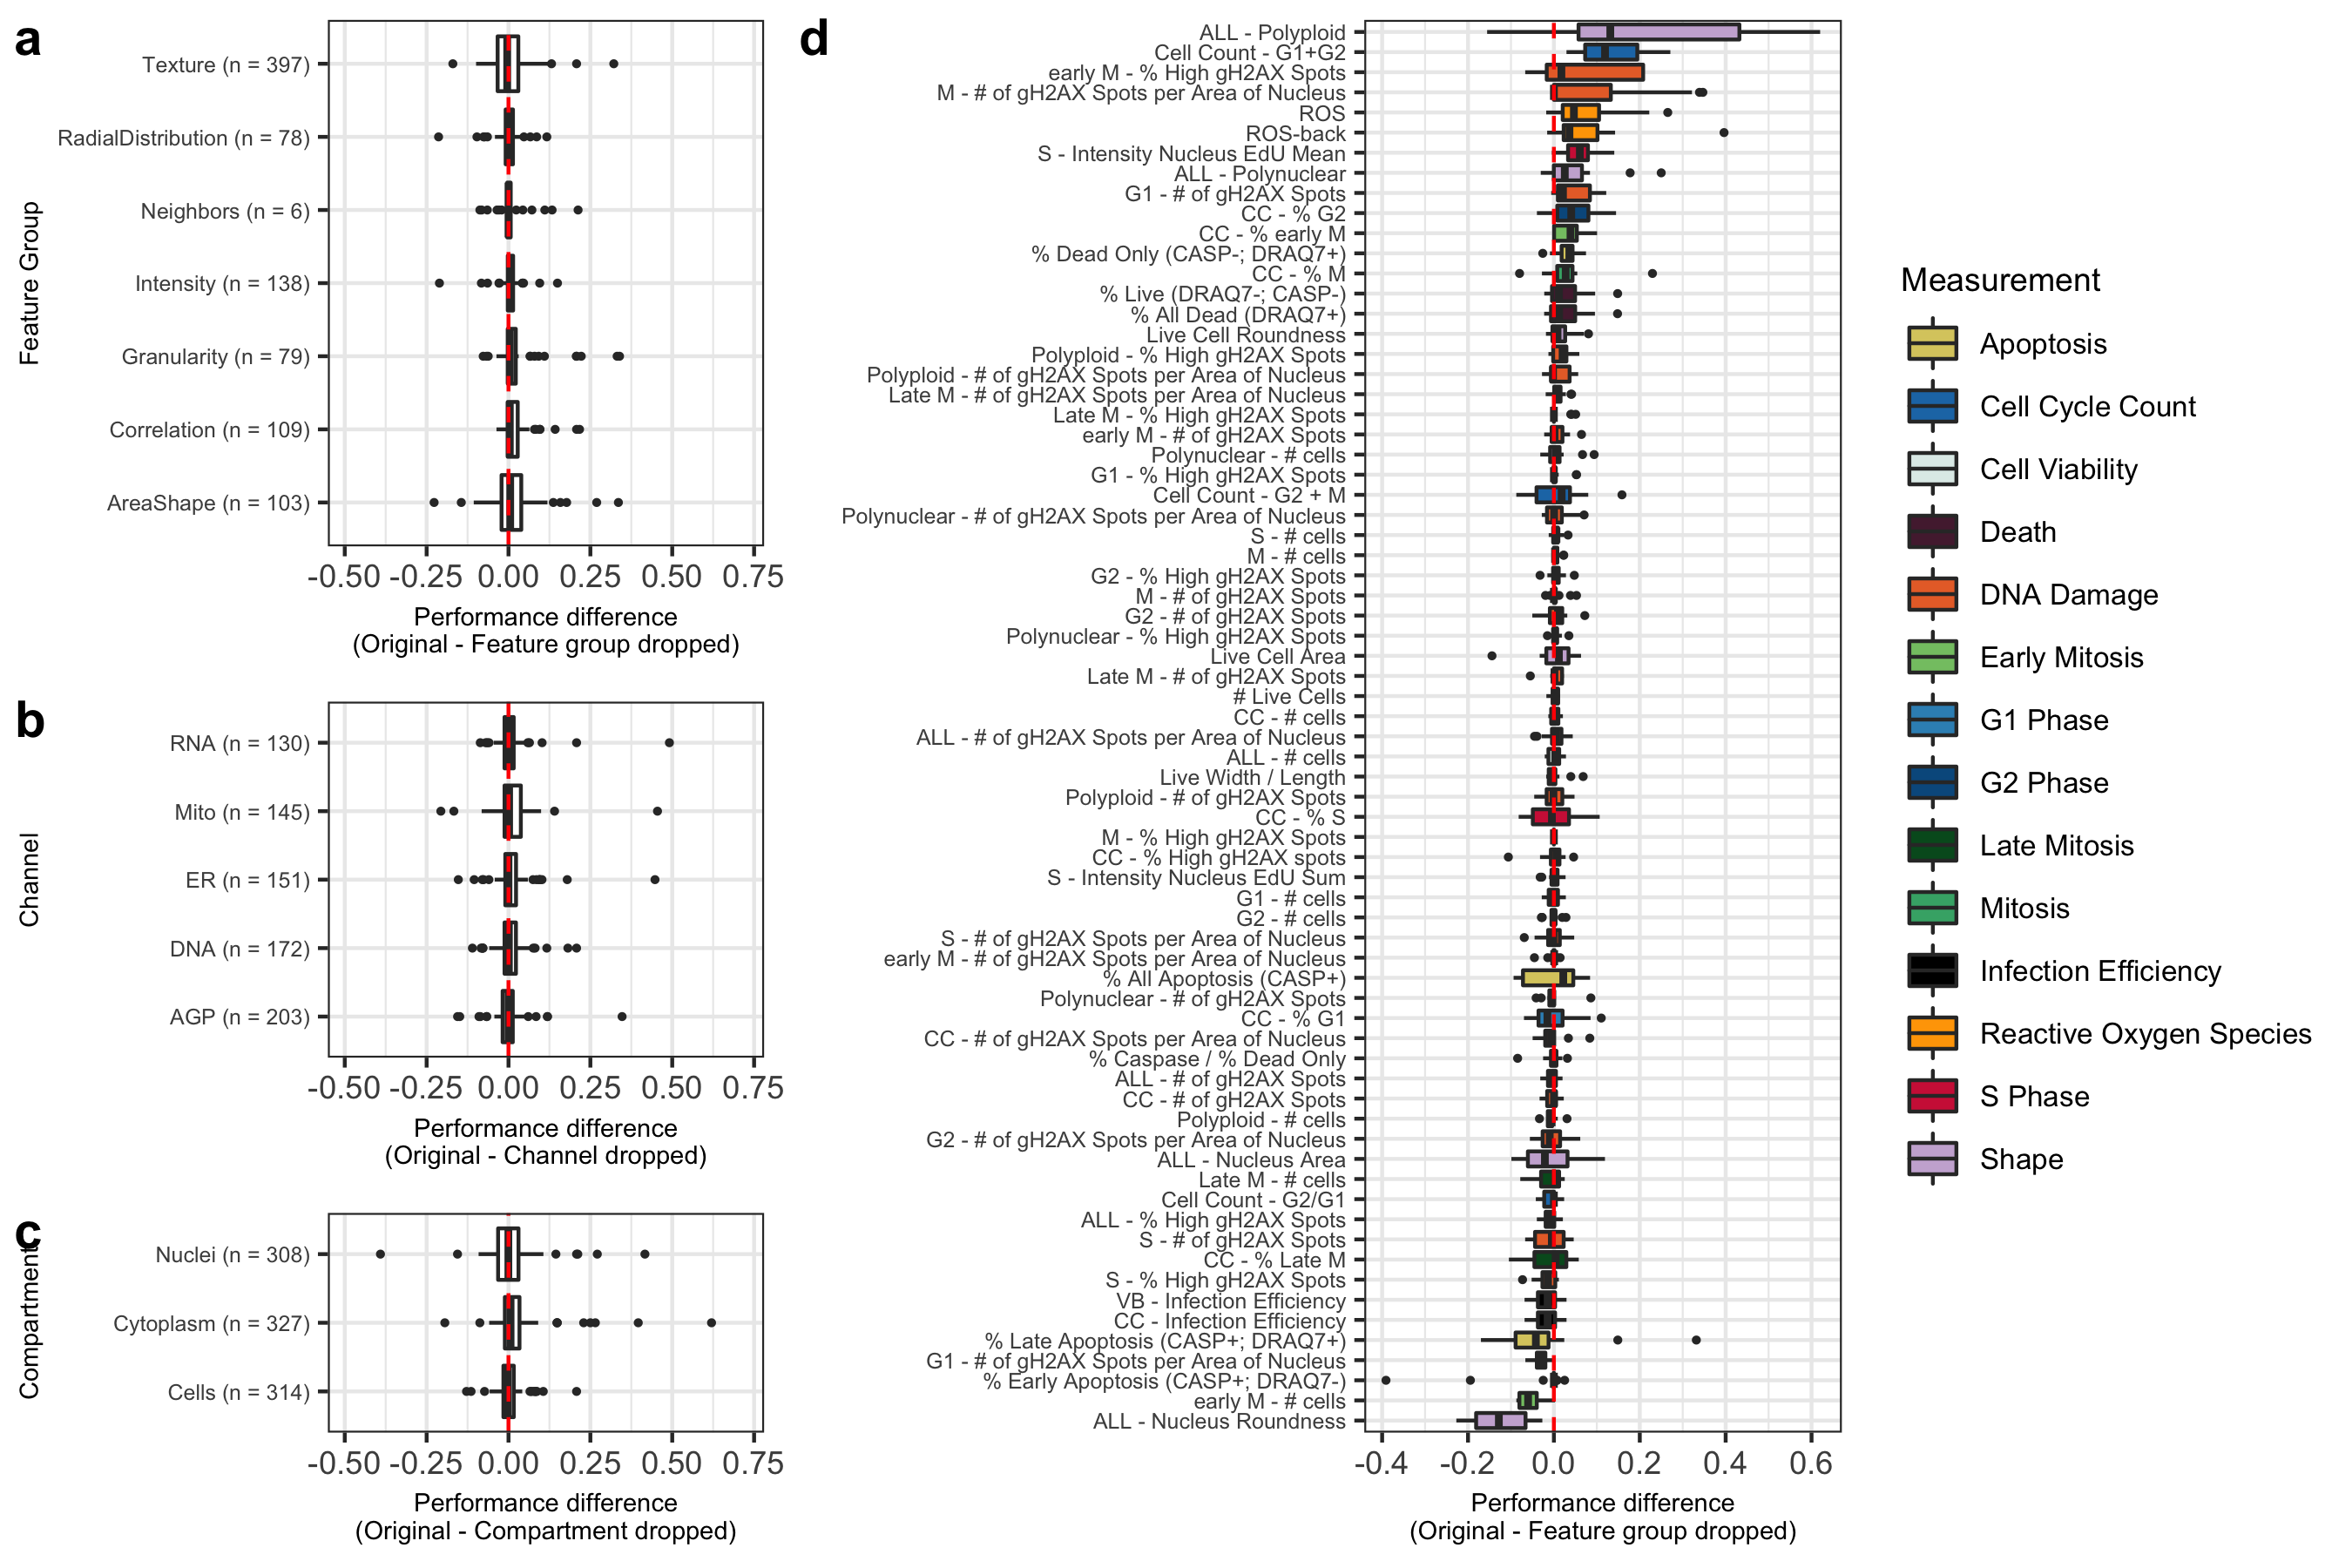 a
Feature Group
Texture (n = 397)
RadialDistribution (n = 78)
Neighbors (n = 6)
Intensity (n = 138)
Granularity (n = 79)
Correlation (n = 109)
AreaShape (n = 103)
-0.50 -0.25 0.00 0.25 0.50 0.75
Performance difference
(Original - Feature group dropped)
b
Channel
RNA (n = 130)
Mito (n = 145)
ER (n = 151)
DNA (n = 172)
AGP (n = 203)
-0.50 -0.25 0.00 0.25 0.50 0.75
Performance difference
(Original - Channel dropped)
c
Compartment
Nuclei (n = 308)
Cytoplasm (n = 327)
Cells (n = 314)
-0.50 -0.25 0.00 0.25 0.50 0.75
Performance difference
(Original - Compartment dropped)
d
ALL - Polyploid
Cell Count - G1+G2
early M - % High gH2AX Spots
M - # of gH2AX Spots per Area of Nucleus
ROS
ROS-back
S - Intensity Nucleus EdU Mean
ALL - Polynuclear
G1 - # of gH2AX Spots
CC - % G2
CC - % early M
% Dead Only (CASP-; DRAQ7+)
CC - % M
% Live (DRAQ7-; CASP-)
% All Dead (DRAQ7+)
Live Cell Roundness
Polyploid - % High gH2AX Spots
Polyploid - # of gH2AX Spots per Area of Nucleus
Late M - # of gH2AX Spots per Area of Nucleus
Late M - % High gH2AX Spots
early M - # of gH2AX Spots
Polynuclear - # cells
G1 - % High gH2AX Spots
Cell Count - G2 + M
Polynuclear - # of gH2AX Spots per Area of Nucleus
S - # cells
M - # cells
G2 - % High gH2AX Spots
M - # of gH2AX Spots
G2 - # of gH2AX Spots
Polynuclear - % High gH2AX Spots
Live Cell Area
Late M - # of gH2AX Spots
# Live Cells
CC - # cells
ALL - # of gH2AX Spots per Area of Nucleus
ALL - # cells
Live Width / Length
Polyploid - # of gH2AX Spots
CC - % S
M - % High gH2AX Spots
CC - % High gH2AX spots
S - Intensity Nucleus EdU Sum
G1 - # cells
G2 - # cells
S - # of gH2AX Spots per Area of Nucleus
early M - # of gH2AX Spots per Area of Nucleus
% All Apoptosis (CASP+)
Polynuclear - # of gH2AX Spots
CC - % G1
CC - # of gH2AX Spots per Area of Nucleus
% Caspase / % Dead Only
ALL - # of gH2AX Spots
CC - # of gH2AX Spots
Polyploid - # cells
G2 - # of gH2AX Spots per Area of Nucleus
ALL - Nucleus Area
Late M - # cells
Cell Count - G2/G1
ALL - % High gH2AX Spots
S - # of gH2AX Spots
CC - % Late M
S - % High gH2AX Spots
VB - Infection Efficiency
CC - Infection Efficiency
% Late Apoptosis (CASP+; DRAQ7+)
G1 - # of gH2AX Spots per Area of Nucleus
% Early Apoptosis (CASP+; DRAQ7-)
early M - # cells
ALL - Nucleus Roundness
-0.4 -0.2 0.0 0.2 0.4 0.6
Performance difference
(Original - Feature group dropped)
Measurement
Apoptosis
Cell Cycle Count
Cell Viability
Death
DNA Damage
Early Mitosis
G1 Phase
G2 Phase
Late Mitosis
Mitosis
Infection Efficiency
Reactive Oxygen Species
S Phase
Shape